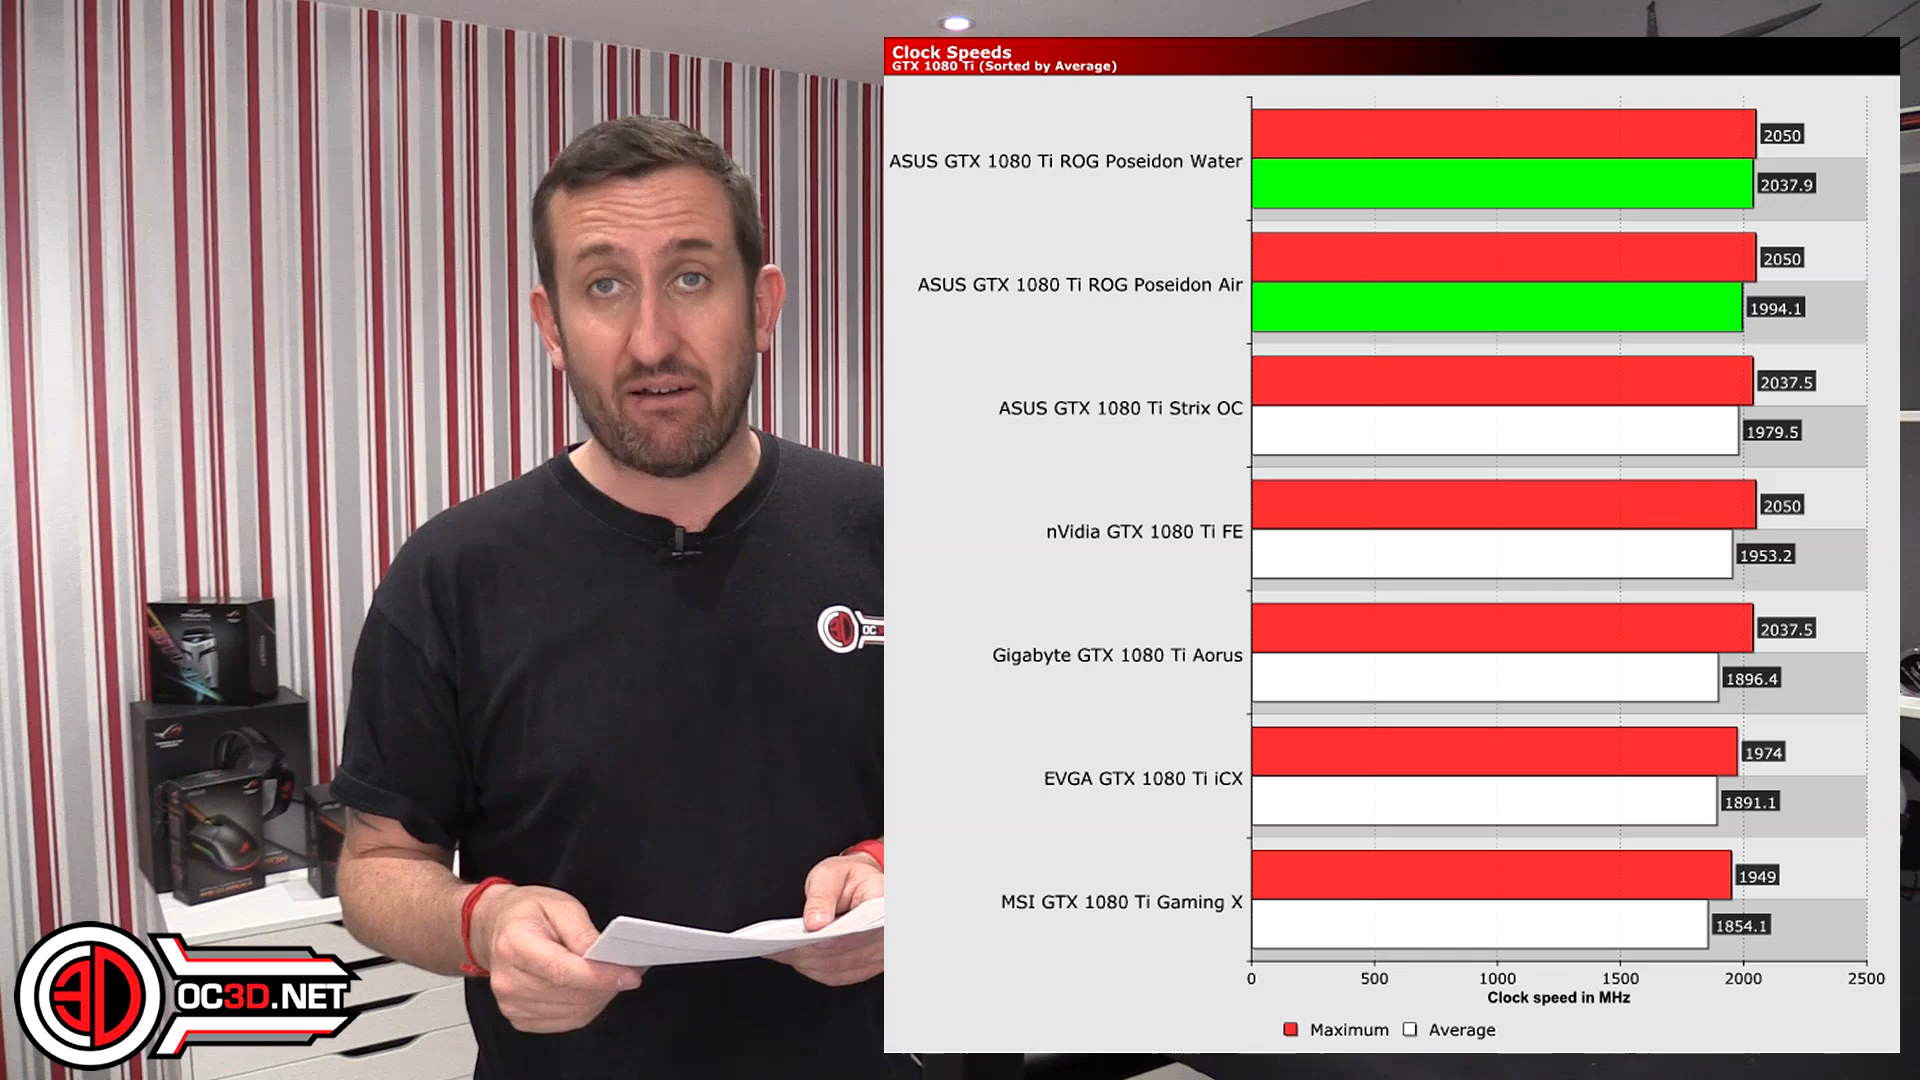 Clock Speeds
GTX 1080 Ti (Sorted by Average)
ASUS GTX 1080 Ti ROG Poseidon Water
2050
2037.9
ASUS GTX 1080 Ti ROG Poseidon Air
2050
1994.1
ASUS GTX 1080 Ti Strix OC
2037.5
1979.5
nVidia GTX 1080 Ti FE
2050
1953.2
Gigabyte GTX 1080 Ti Aorus
2037.5
1896.4
EVGA GTX 1080 Ti iCX
1974
1891.1
MSI GTX 1080 Ti Gaming X
1949
1854.1
0 500 1000 1500 2000 2500
Clock speed in MHz
Maximum Average
3D OC3D.NET